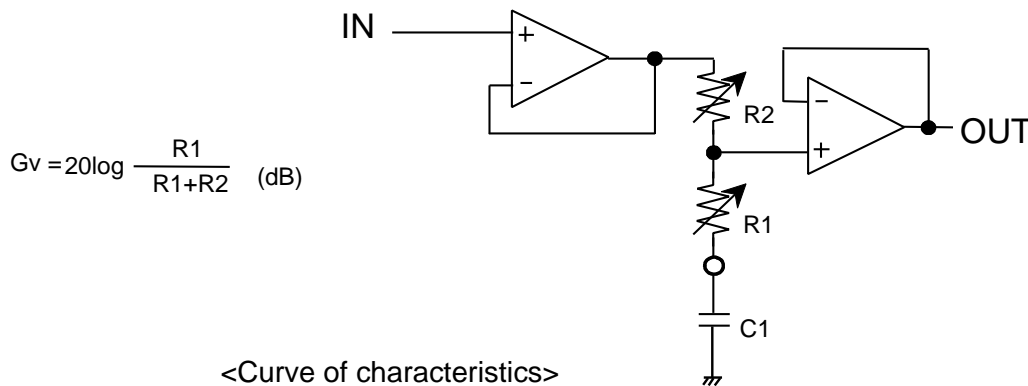 IN
+
−
R2
−
+
OUT
Gv = 20log R1 / R1+R2 (dB)
R1
C1
<Curve of characteristics>